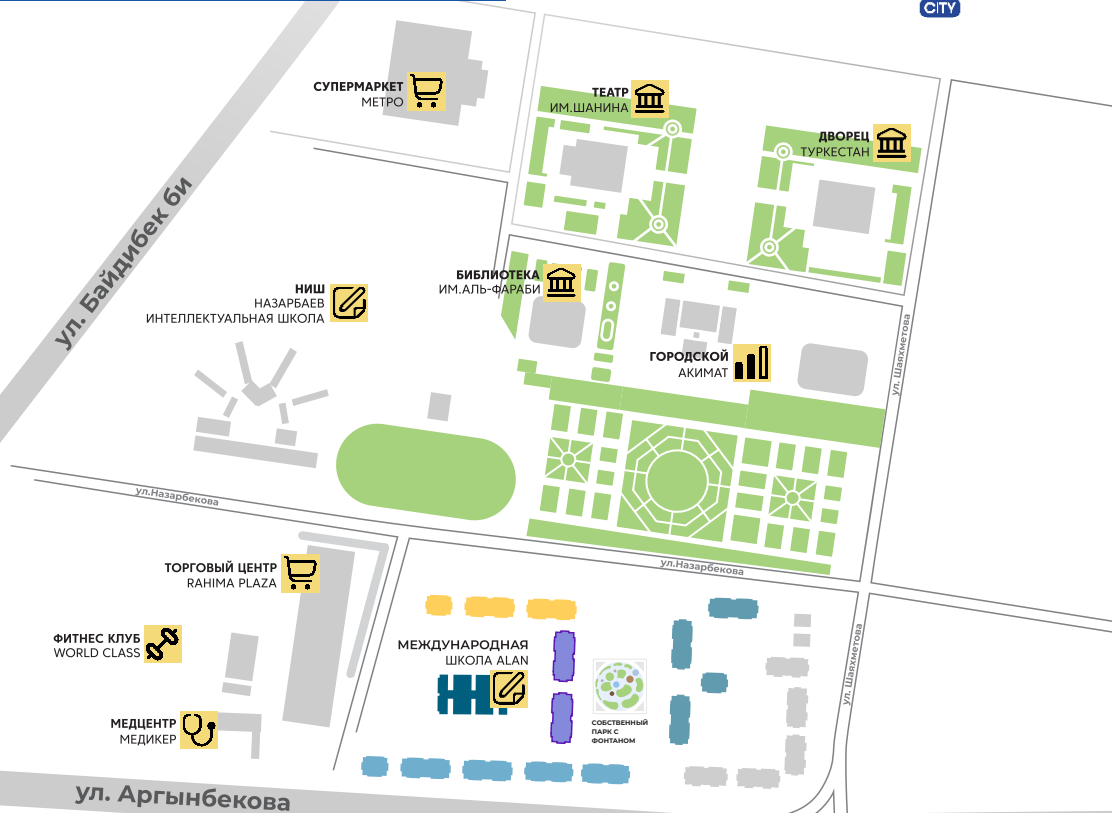 CITY
СУПЕРМАРКЕТ
МЕТРО
ТЕАТР
ИМ.ШАНИНА
ДВОРЕЦ
ТУРКЕСТАН
ул. Байдибек би
БИБЛИОТЕКА
ИМ.АЛЬ-ФАРАБИ
НИШ
НАЗАРБАЕВ
ИНТЕЛЛЕКТУАЛЬНАЯ ШКОЛА
ГОРОДСКОЙ
АКИМАТ
ул. Шаяхметова
ул.Назарбекова
ул.Назарбекова
ТОРГОВЫЙ ЦЕНТР
RAHIMA PLAZA
ФИТНЕС КЛУБ
WORLD CLASS
МЕЖДУНАРОДНАЯ
ШКОЛА ALAN
ул. Шаяхметова
СОБСТВЕННЫЙ
ПАРК С
ФОНТАНОМ
МЕДЦЕНТР
МЕДИКЕР
ул. Аргынбекова